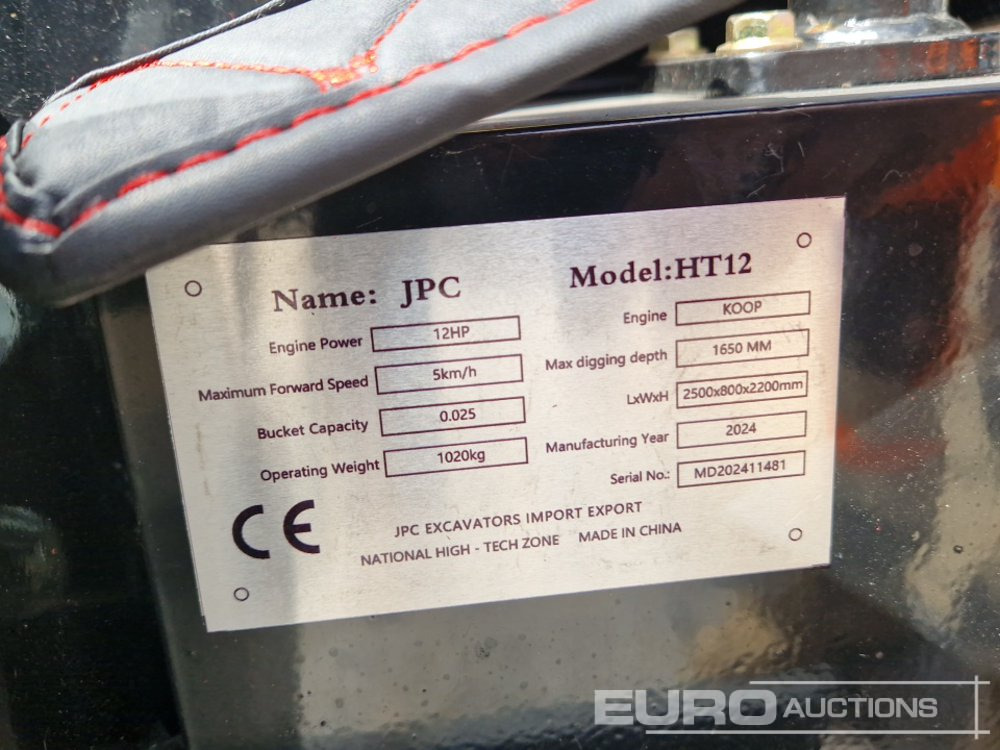 Name: JPC Model:HT12
Engine Power 12HP Engine KOOP
Maximum Forward Speed 5km/h Max digging depth 1650 MM
Bucket Capacity 0.025 LxWxH 2500x800x2200mm
Operating Weight 1020kg Manufacturing Year 2024
Serial No.: MD202411481
CE
JPC EXCAVATORS IMPORT EXPORT
NATIONAL HIGH - TECH ZONE MADE IN CHINA
EURO AUCTIONS